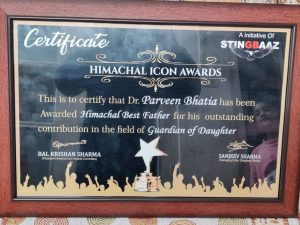 Certificate
A Initiative Of
STINGBAAZ
HIMACHAL ICON AWARDS
This is to certify that Dr. Parveen Bhatia has been
Awarded Himachal Best Father for his outstanding
contribution in the field of Guardian of Daughter
BAL KRISHAN SHARMA
SANJEEV SHARMA